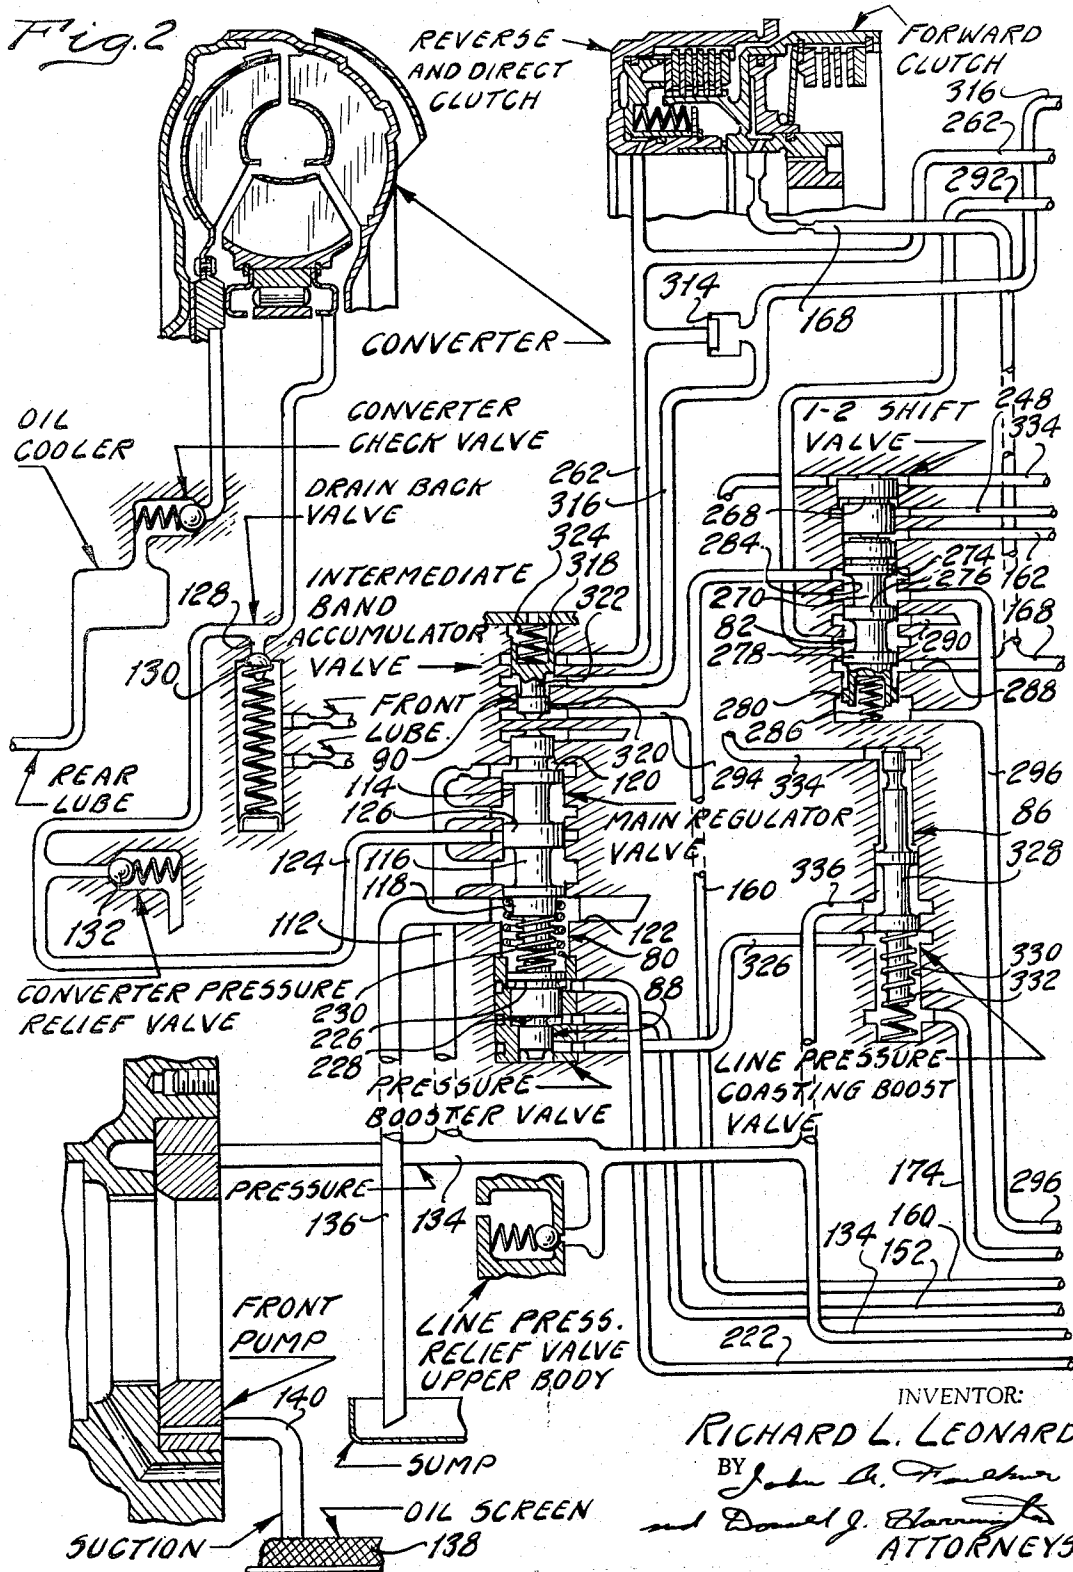 Fig. 2
REVERSE
AND DIRECT
CLUTCH
FORWARD
CLUTCH
316
262
292
314
168
CONVERTER
OIL
COOLER
CONVERTER
CHECK VALVE
DRAIN BACK
VALVE
1-2 SHIFT
VALVE
248
334
262
316
324
318
322
268
284
270
82
278
280
286
274
276
162
168
290
288
128
130
INTERMEDIATE
BAND
ACCUMULATOR
VALVE
FRONT
LUBE
90
114
126
320
120
294
334
296
REAR
LUBE
MAIN REGULATOR
VALVE
86
328
124
116
118
112
132
160
336
122
80
88
326
330
332
CONVERTER PRESSURE
RELIEF VALVE
230
226
228
PRESSURE
BOOSTER VALVE
LINE PRESSURE
COASTING BOOST
VALVE
PRESSURE
136
134
174
296
160
152
134
222
FRONT
PUMP
LINE PRESS.
RELIEF VALVE
UPPER BODY
140
SUMP
OIL SCREEN
138
SUCTION
INVENTOR:
RICHARD L. LEONARD
BY John R. Faulkner
and Donald J. Harrington
ATTORNEYS